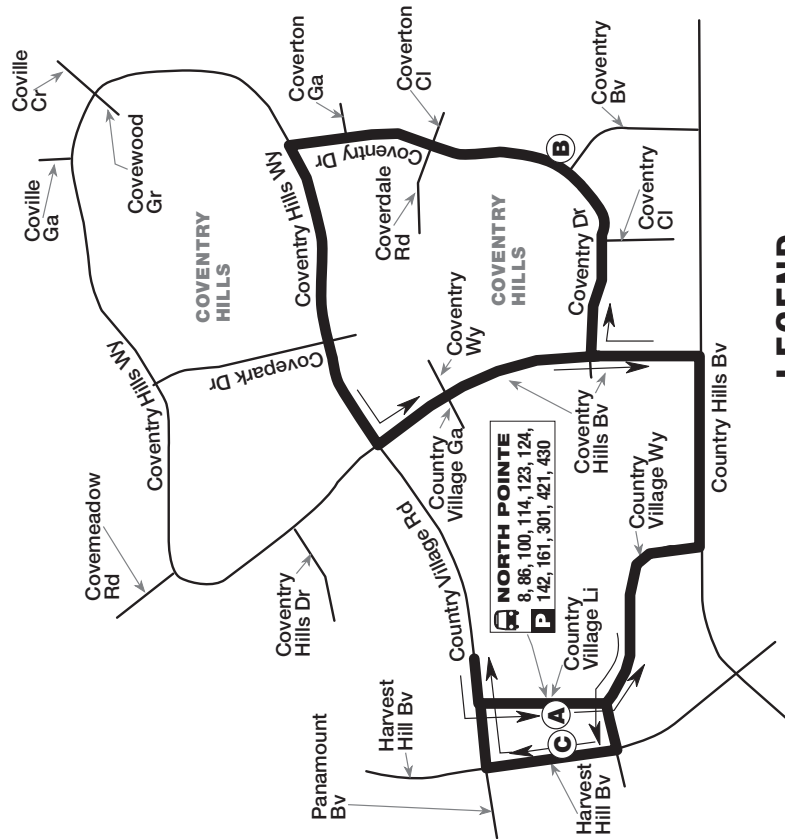 Coville
Cr
Covewood
Gr
Coville
Ga
Coverton
Ga
Coverton
Cl
Coventry
Bv
Coventry Hills Wy
Coventry Dr
Coverdale
Rd
COVENTRY
HILLS
COVENTRY
HILLS
Coventry Hills Wy
B
Coventry
Cl
Coventry Dr
Coventry Hills Wy
Covepark Dr
Coventry
Wy
Country
Village Ga
Coventry
Hills Bv
Country Hills Bv
Covemeadow
Rd
Coventry
Hills Dr
Country Village Rd
NORTH POINTE
P
8, 86, 100, 114, 123, 124,
142, 161, 301, 421, 430
Country
Village Wy
Country
Village Li
A
C
Harvest
Hill Bv
Panamount
Bv
Harvest
Hill Bv
LEGEND